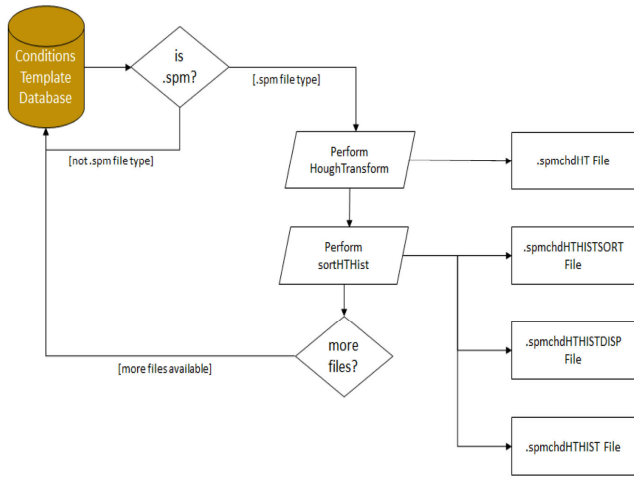 Conditions
Template
Database
is
.spm?
[.spm file type]
[not .spm file type]
Perform
HoughTransform
.spmchdHT File
Perform
sortHTHist
.spmchdHTHISTSORT
File
.spmchdHTHISTDISP
File
more
files?
[more files available]
.spmchdHTHIST File